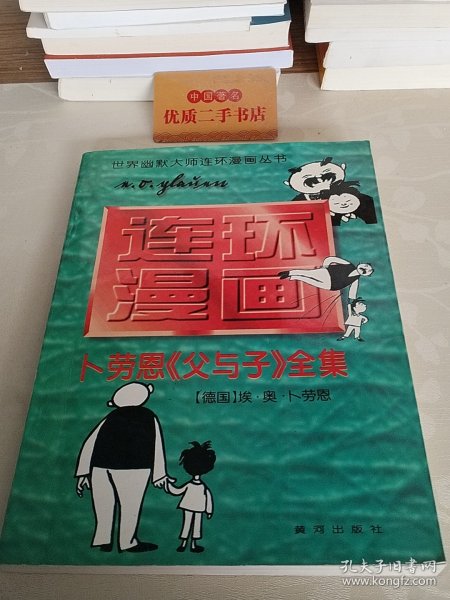 中国著名
优质二手书店
世界幽默大师连环漫画丛书
e.o.plauen
连环
漫画
卜劳恩《父与子》全集
【德国】埃·奥·卜劳恩
黄河出版社
孔夫子旧书网
www.kongfz.com